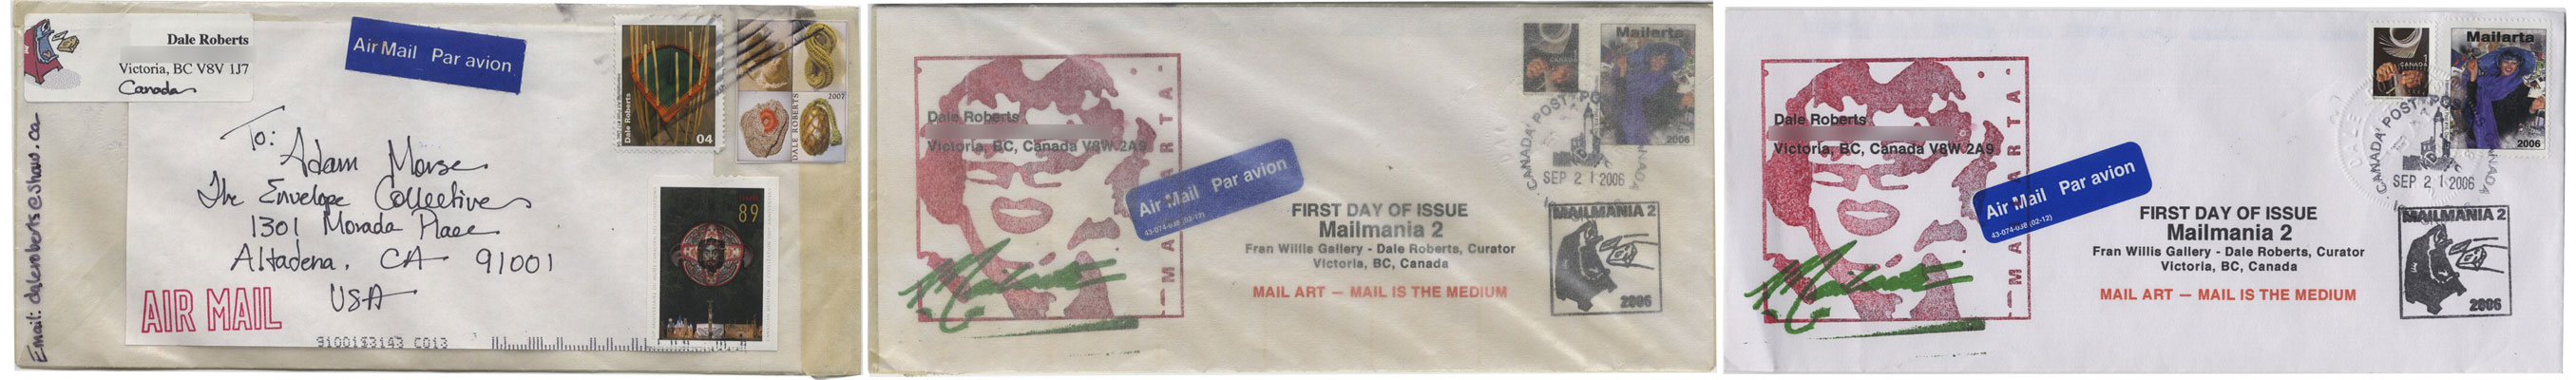 Dale Roberts
Victoria, BC V8V 1J7
Canada
Air Mail Par avion
Email: daleroberts@shaw.ca
To:
Adam Morse
The Envelope Collective
1301 Morada Place
Altadena, CA 91001
USA
AIR MAIL
9100143143 C013
Dale Roberts
04
DALE ROBERTS
2007
89
Dale Roberts
Victoria, BC, Canada V8W 2A9
MAILARTA
Air Mail Par avion
43-074-038 (02-12)
Mailarta
2006
CANADA POST
SEP 21 2006
FIRST DAY OF ISSUE
Mailmania 2
Fran Willis Gallery - Dale Roberts, Curator
Victoria, BC, Canada
MAIL ART — MAIL IS THE MEDIUM
MAILMANIA 2
2006
Dale Roberts
Victoria, BC, Canada V8W 2A9
MAILARTA
Air Mail Par avion
43-074-038 (02-12)
CANADA 1
Mailarta
2006
CANADA POST
SEP 21 2006
FIRST DAY OF ISSUE
Mailmania 2
Fran Willis Gallery - Dale Roberts, Curator
Victoria, BC, Canada
MAIL ART — MAIL IS THE MEDIUM
MAILMANIA 2
2006